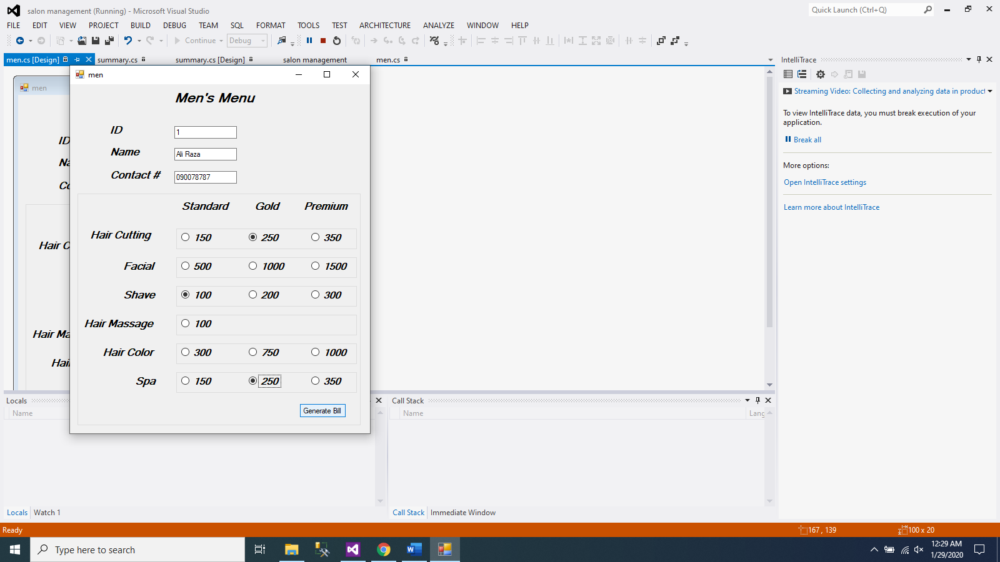 salon management (Running) - Microsoft Visual Studio
Quick Launch (Ctrl+Q)
FILE EDIT VIEW PROJECT BUILD DEBUG TEAM SQL FORMAT TOOLS TEST ARCHITECTURE ANALYZE WINDOW HELP
Continue Debug
men.cs [Design] summary.cs summary.cs [Design] salon management men.cs
IntelliTrace
men
men
Men's Menu
Streaming Video: Collecting and analyzing data in product
To view IntelliTrace data, you must break execution of your
application.
Break all
More options:
Open IntelliTrace settings
Learn more about IntelliTrace
ID
Na
Co
Hair C
Hair Ma
Hair
ID 1
Name Ali Raza
Contact # 090078787
Standard Gold Premium
Hair Cutting 150 250 350
Facial 500 1000 1500
Shave 100 200 300
Hair Massage 100
Hair Color 300 750 1000
Spa 150 250 350
Generate Bill
Locals
Name
Call Stack
Name Lang
Locals Watch 1
Call Stack Immediate Window
Ready
167 , 139
100 x 20
Type here to search
12:29 AM
1/29/2020